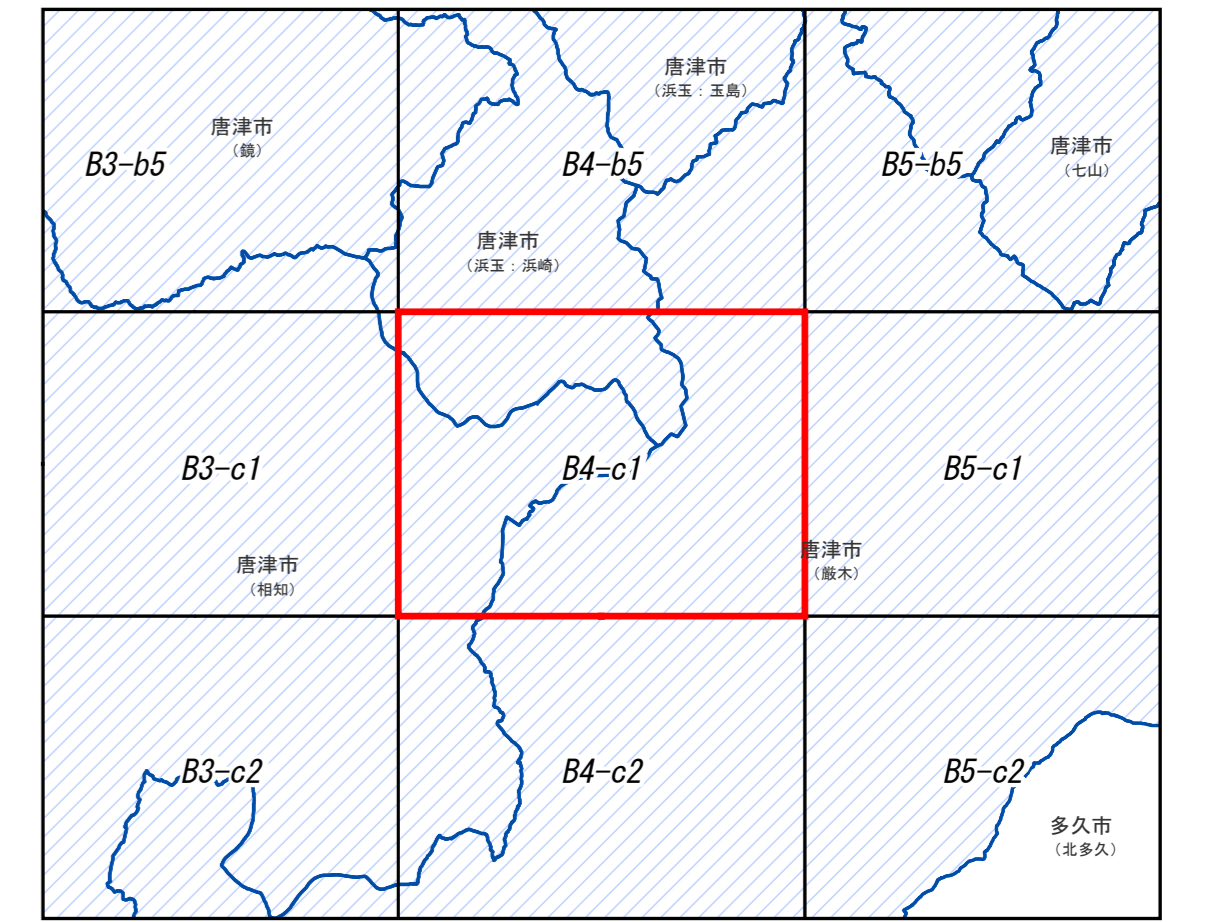 唐津市
（浜玉：玉島）
唐津市
（鏡）
唐津市
（七山）
B3-b5
B4-b5
B5-b5
唐津市
（浜玉：浜崎）
B3-c1
B4-c1
B5-c1
唐津市
（厳木）
唐津市
（相知）
B3-c2
B4-c2
B5-c2
多久市
（北多久）